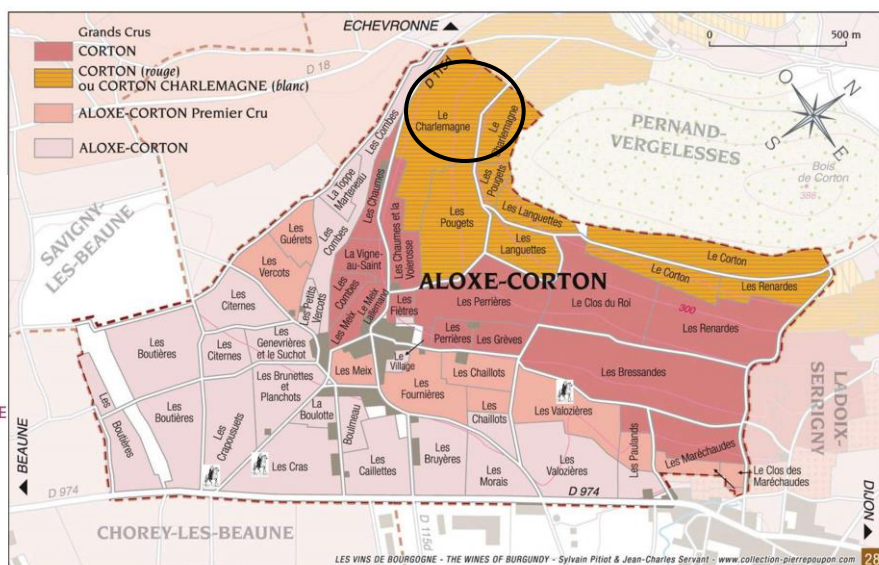 ECHEVRONNE
Grands Crus
CORTON
CORTON (rouge)
ou CORTON CHARLEMAGNE (blanc)
ALOXE-CORTON Premier Cru
ALOXE-CORTON
0 500 m
N
O
E
S
D 18
D 115d
Le
Charlemagne
Le Charlemagne
PERNAND-
VERGELESSES
Bois
de Corton
388
Les Combes
La Toppe
Marteneau
Les Chaumes
Les
Pougets
Les
Pougets
Les Languettes
Les
Languettes
Le Corton
Le Corton
Les Renardes
SAVIGNY-
LES-BEAUNE
Les
Guérets
Les
Vercots
Les Combes
La Vigne-
au-Saint
Les Chaumes et la
Voierosse
ALOXE-CORTON
Les
Combes
Le Meix
Lallemand
Les Meix
Les Petits
Vercots
Les
Fiètres
Les Perrières
Le Clos du Roi
300
Les Renardes
Les
Citernes
Les
Boutières
Les
Citernes
Les
Genevrières
et le Suchot
Les
Perrières
Les Grèves
Le
Village
Les Bressandes
Les Meix
Les Chaillots
Les
Fournières
Les
Chaillots
Les Valozières
LADOIX-
SERRIGNY
Les
Boutières
Les
Boutières
Les
Crapousuets
Les Brunettes
et
Planchots
La
Boulotte
Boulmeau
Les Cras
Les
Caillettes
Les
Bruyères
Les
Morais
Les
Valozières
Les Paulands
Les Maréchaudes
Le Clos des
Maréchaudes
E
BEAUNE
D 974
D 974
DIJON
CHOREY-LES-BEAUNE
D 115d
LES VINS DE BOURGOGNE - THE WINES OF BURGUNDY - Sylvain Pitiot & Jean-Charles Servant - www.collection-pierrepoupon.com 28